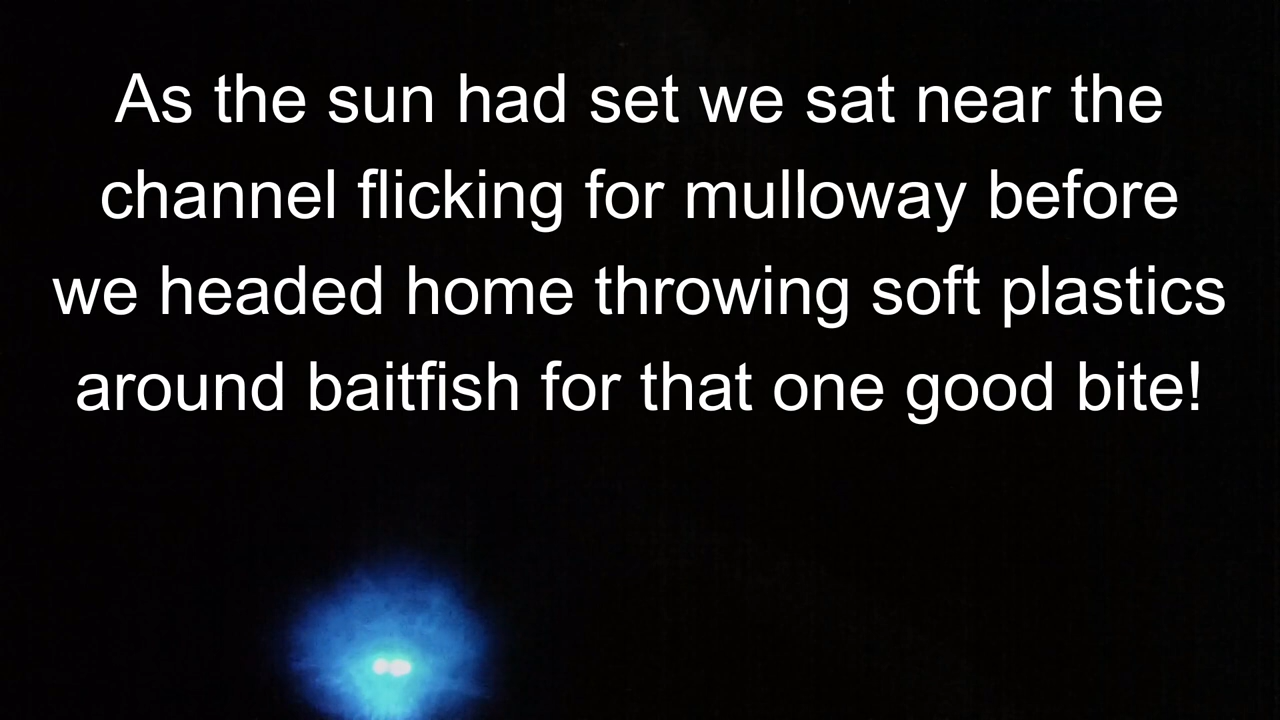 As the sun had set we sat near the
channel flicking for mulloway before
we headed home throwing soft plastics
around baitfish for that one good bite!